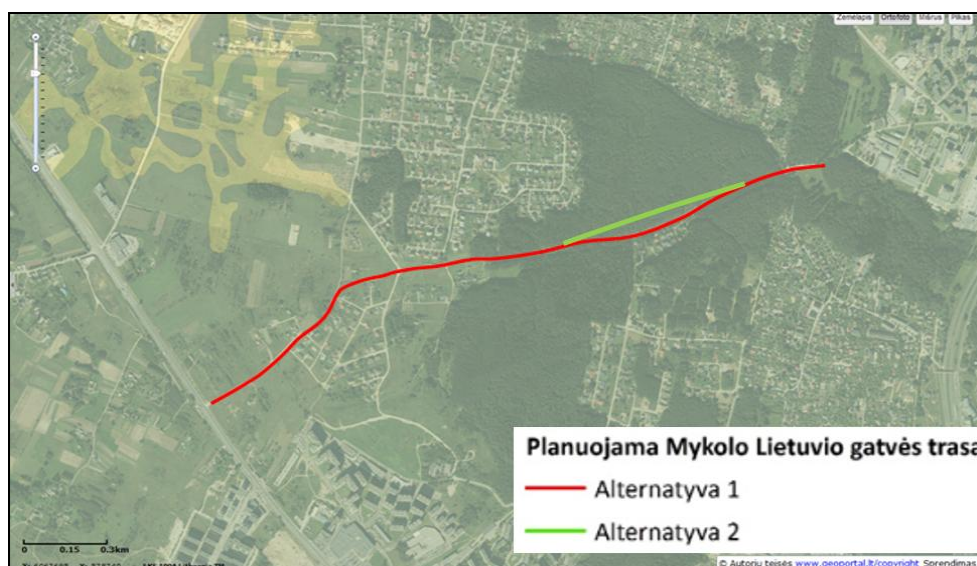 Žemėlapis Ortofoto Mišrus Pilkas
Planuojama Mykolo Lietuvio gatvės trasa
Alternatyva 1
Alternatyva 2
0 0.15 0.3km
© Autorių teisės www.geoportal.lt/copyright Sprendimas